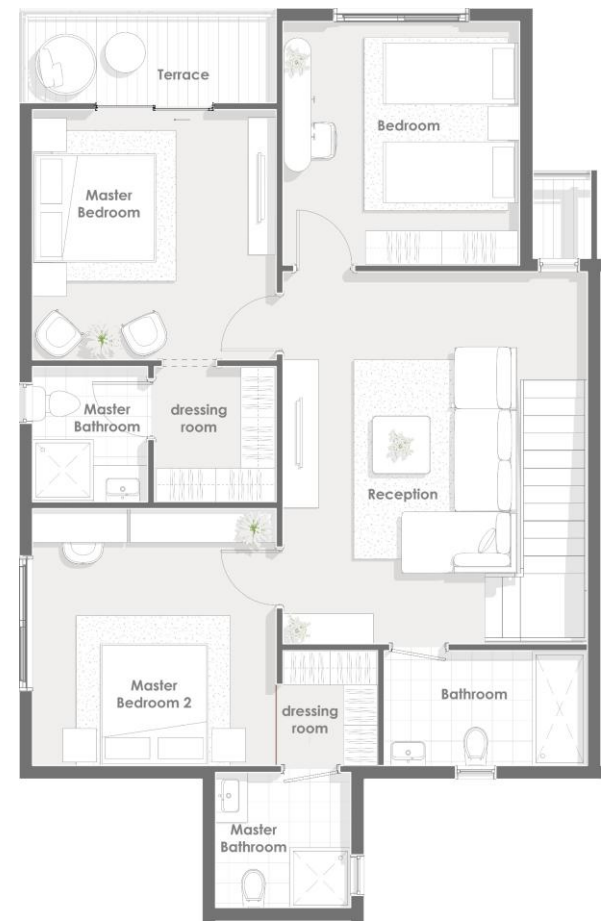 Terrace
Bedroom
Master
Bedroom
Master
Bathroom
dressing
room
Reception
Master
Bedroom 2
dressing
room
Bathroom
Master
Bathroom